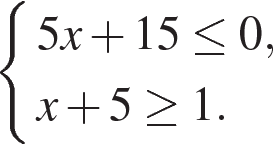 5x + 15 ≤ 0,
x + 5 ≥ 1.